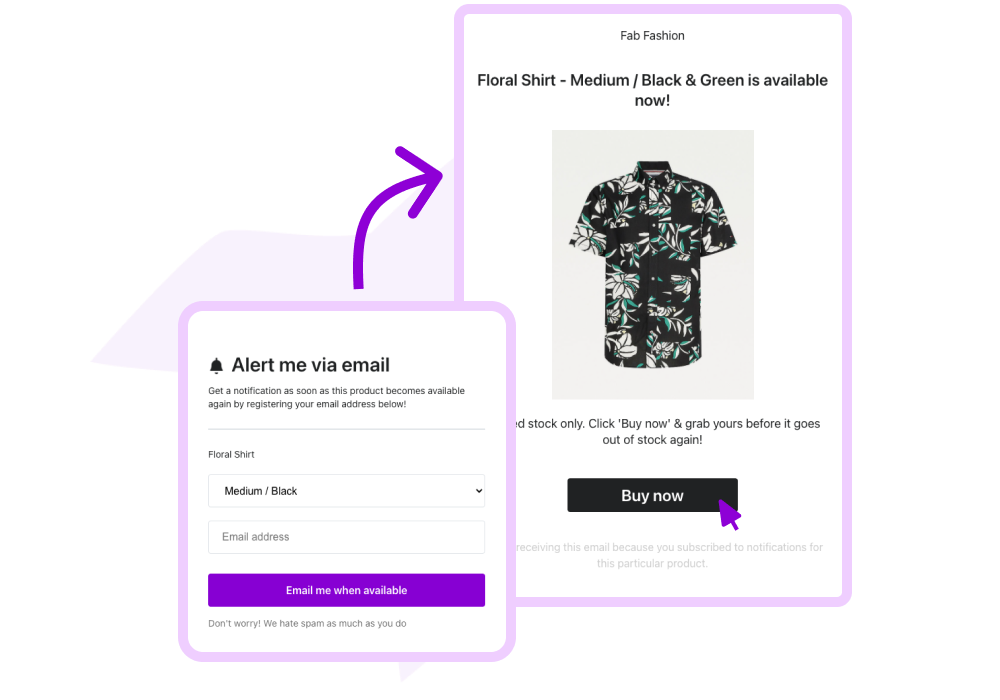 Fab Fashion
Floral Shirt - Medium / Black & Green is available
now!
stock only. Click 'Buy now' & grab yours before it goes
out of stock again!
Buy now
receiving this email because you subscribed to notifications for
this particular product.
Alert me via email
Get a notification as soon as this product becomes available
again by registering your email address below!
Floral Shirt
Medium / Black
Email address
Email me when available
Don't worry! We hate spam as much as you do